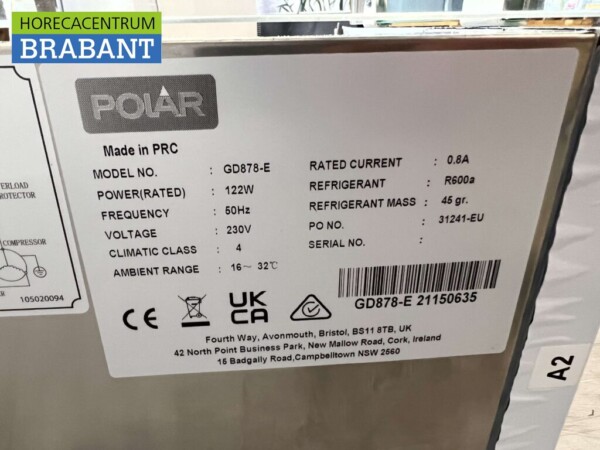 HORECACENTRUM
BRABANT
POLAR
Made in PRC
MODEL NO. : GD878-E
POWER(RATED) : 122W
FREQUENCY : 50Hz
VOLTAGE : 230V
CLIMATIC CLASS : 4
AMBIENT RANGE : 16~ 32℃
RATED CURRENT : 0.8A
REFRIGERANT : R600a
REFRIGERANT MASS : 45 gr.
PO NO. : 31241-EU
SERIAL NO. :
GD878-E 21150635
CE
UK
CA
Fourth Way, Avonmouth, Bristol, BS11 8TB, UK
42 North Point Business Park, New Mallow Road, Cork, Ireland
15 Badgally Road,Campbelltown NSW 2560
COMPRESSOR
105020094
A2